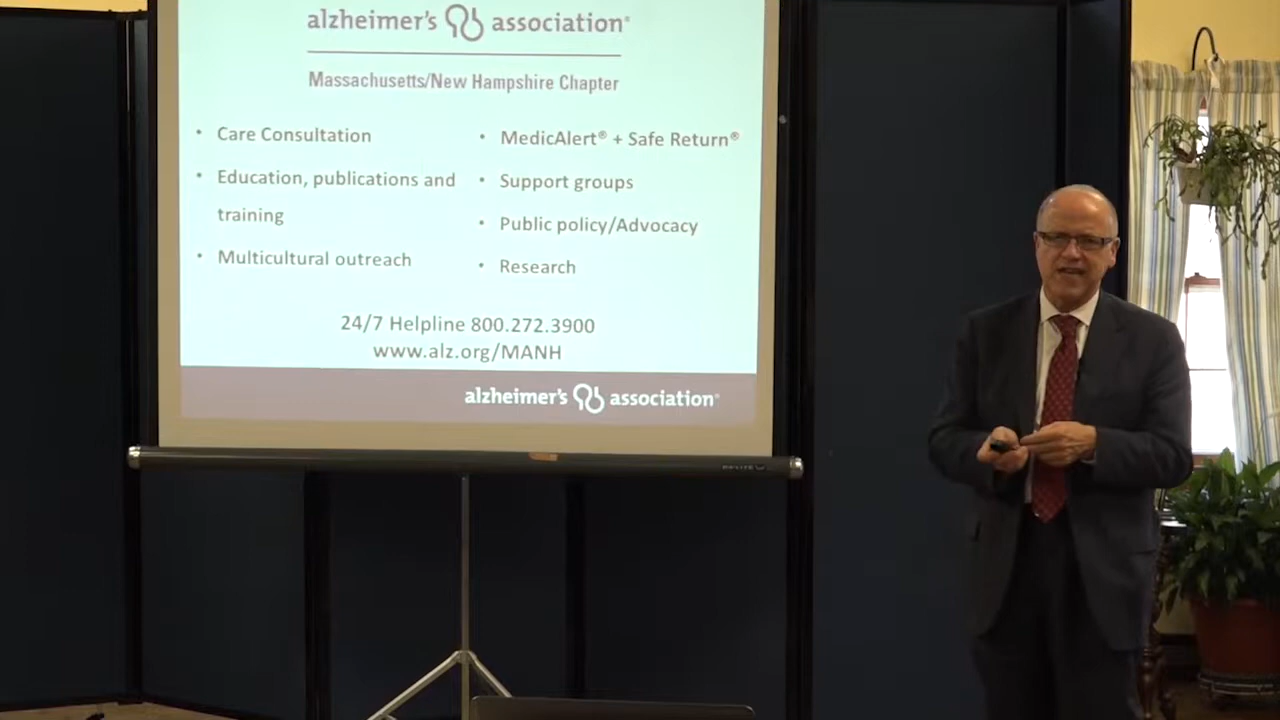 alzheimer's association®
Massachusetts/New Hampshire Chapter
• Care Consultation
• Education, publications and
training
• Multicultural outreach
• MedicAlert® + Safe Return®
• Support groups
• Public policy/Advocacy
• Research
24/7 Helpline 800.272.3900
www.alz.org/MANH
alzheimer's association®